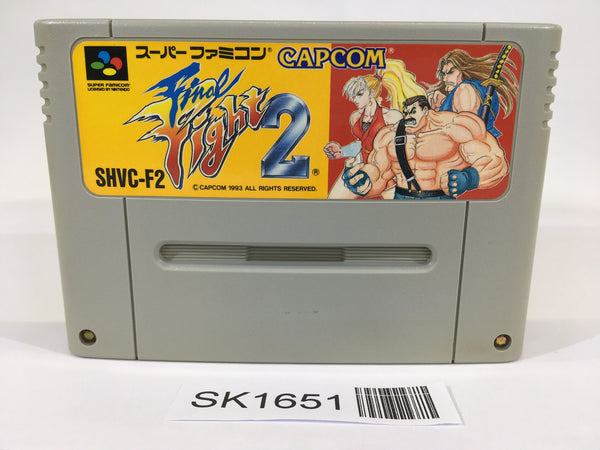 スーパーファミコン®
CAPCOM®
SUPER FAMICOM
LICENSED BY NINTENDO
Final
Fight
2®
SHVC-F2
©CAPCOM 1993 ALL RIGHTS RESERVED.
SK1651